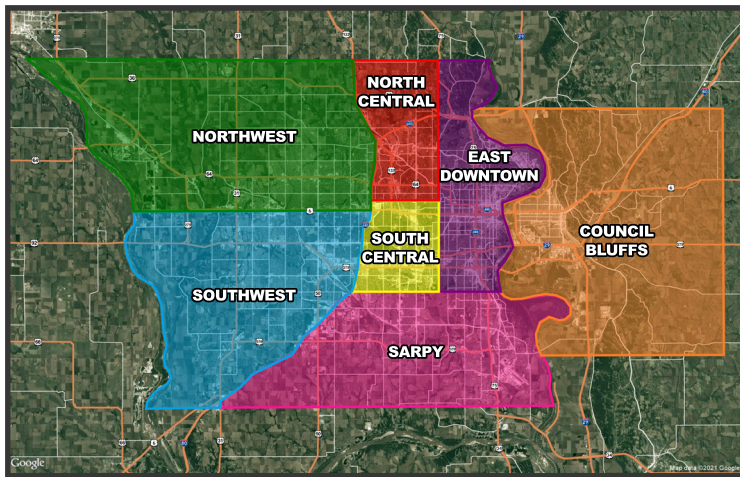 NORTH
CENTRAL
NORTHWEST
EAST
DOWNTOWN
SOUTH
CENTRAL
COUNCIL
BLUFFS
SOUTHWEST
SARPY
Google
Map data ©2021 Google